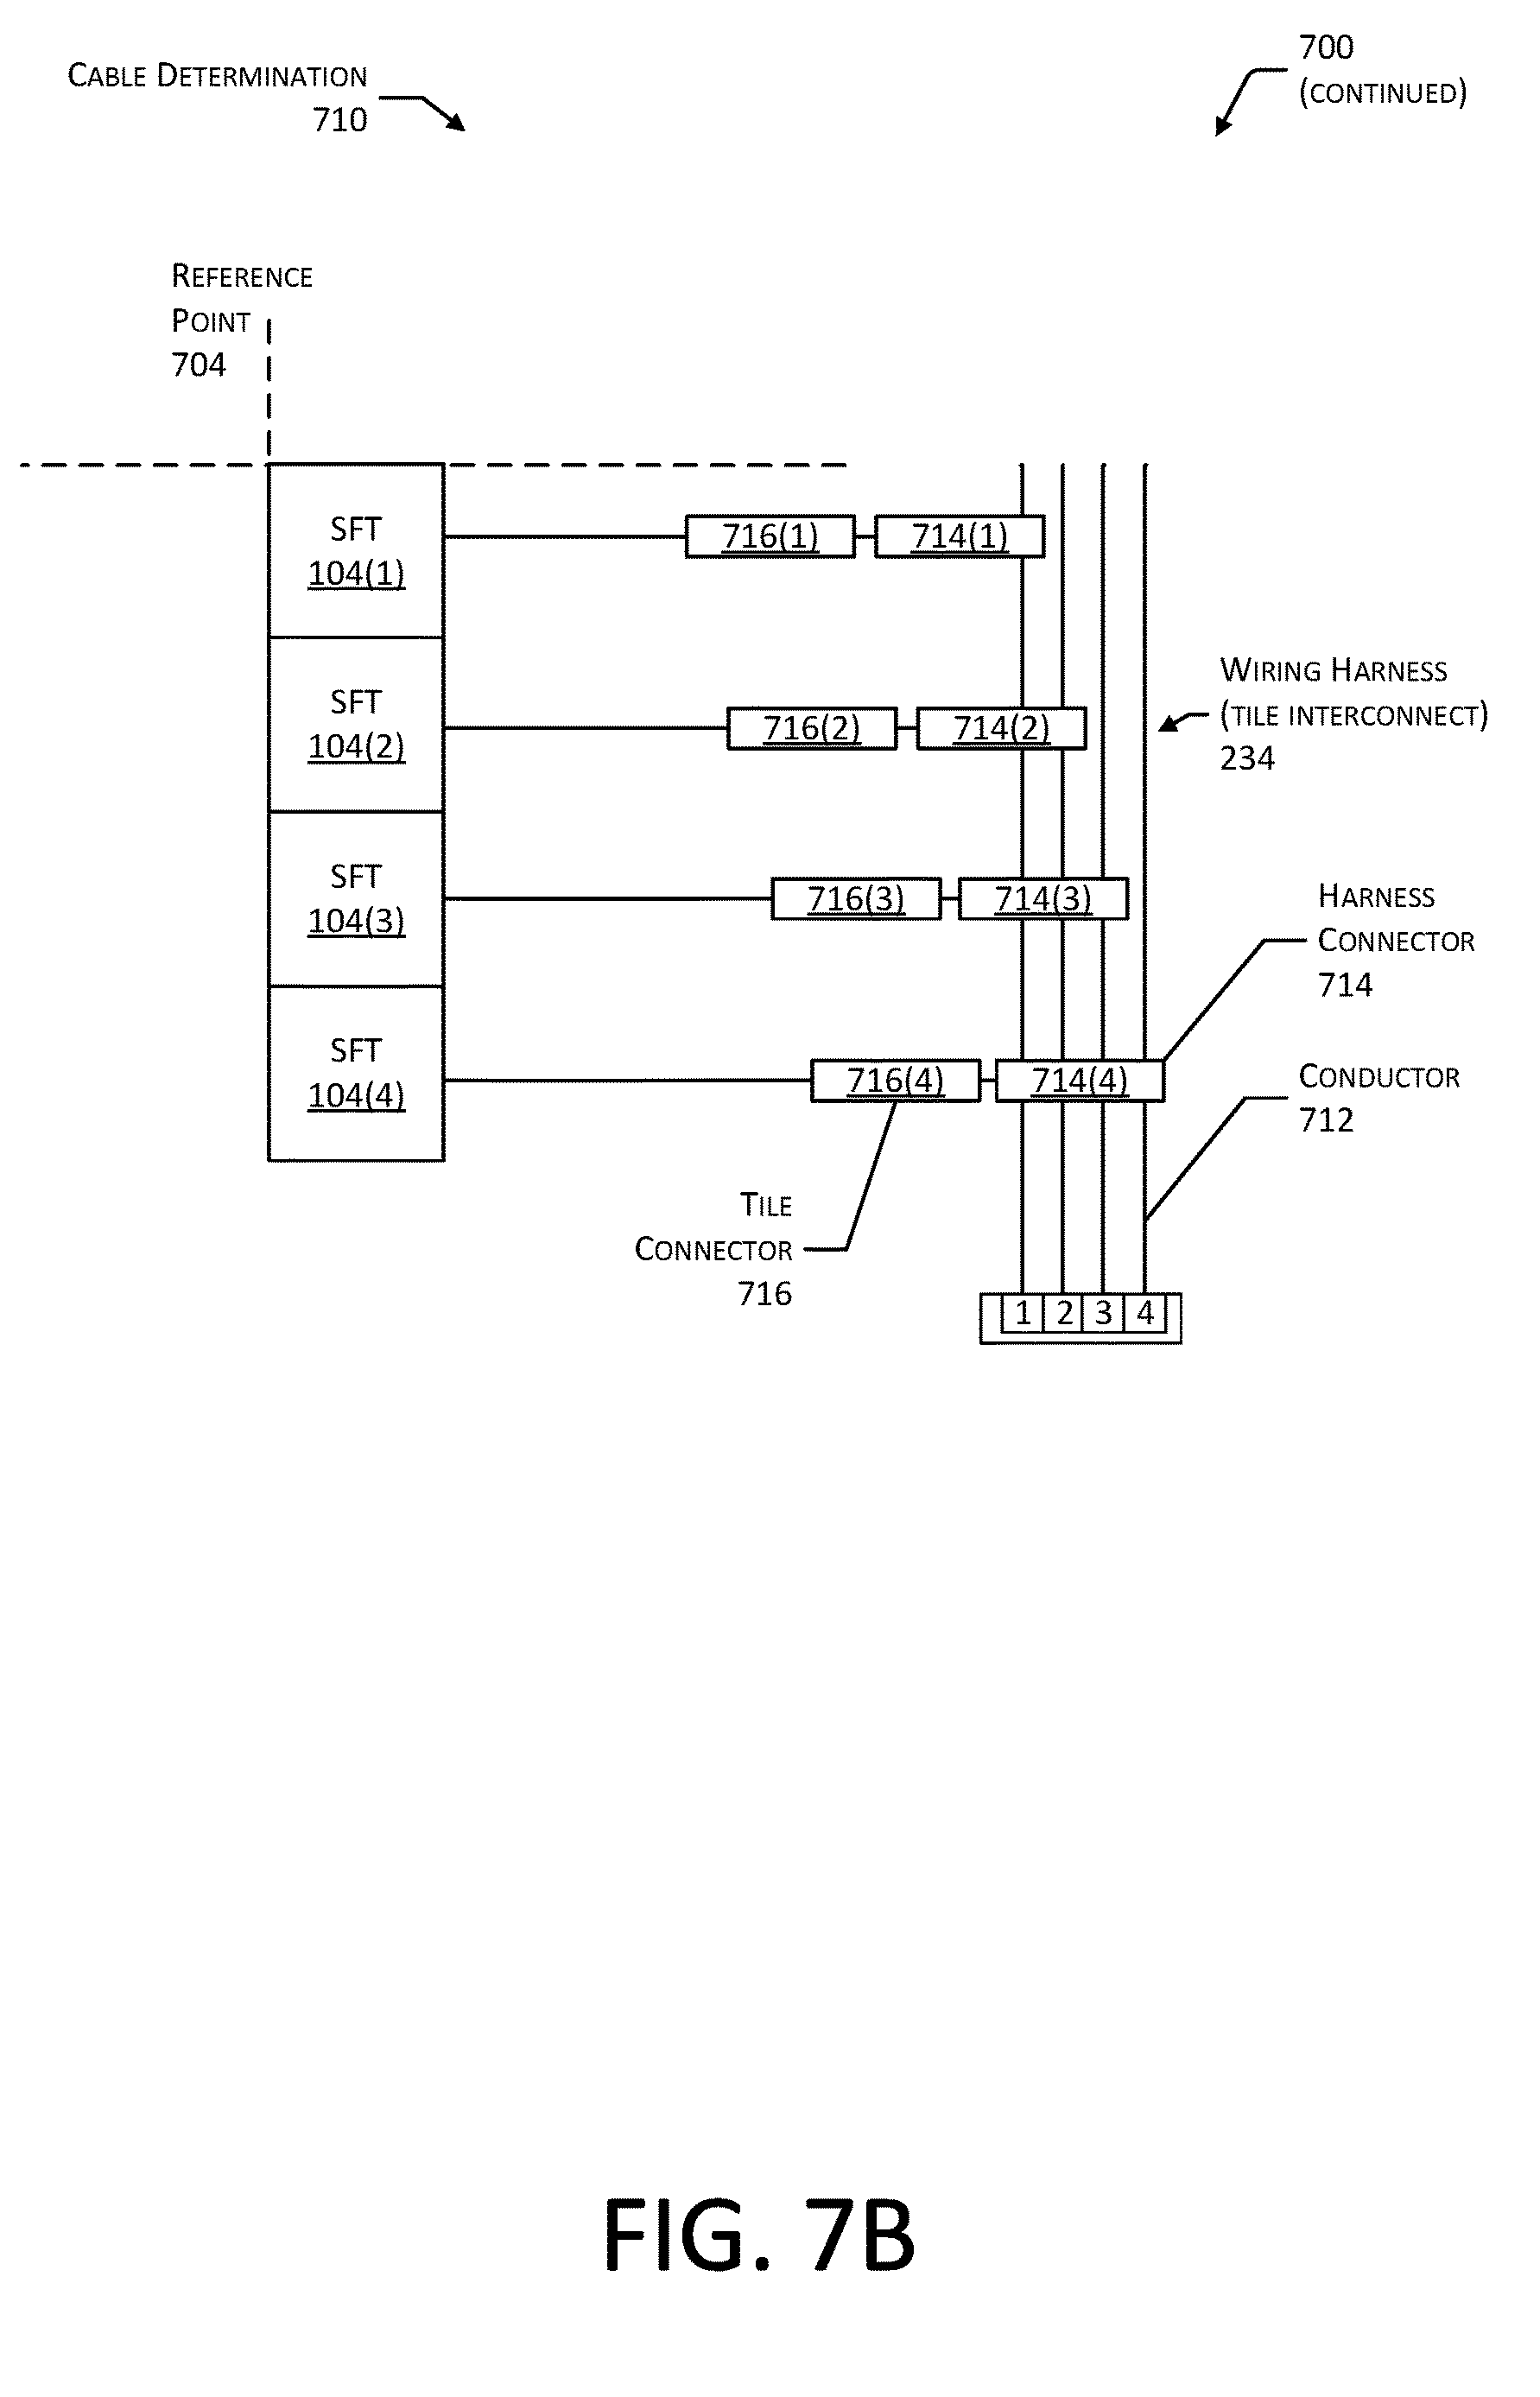 CABLE DETERMINATION
710
700
(CONTINUED)
REFERENCE
POINT
704
SFT
104(1)
716(1)
714(1)
SFT
104(2)
716(2)
714(2)
WIRING HARNESS
(TILE INTERCONNECT)
234
SFT
104(3)
716(3)
714(3)
HARNESS
CONNECTOR
714
SFT
104(4)
716(4)
714(4)
CONDUCTOR
712
TILE
CONNECTOR
716
1 2 3 4
FIG. 7B